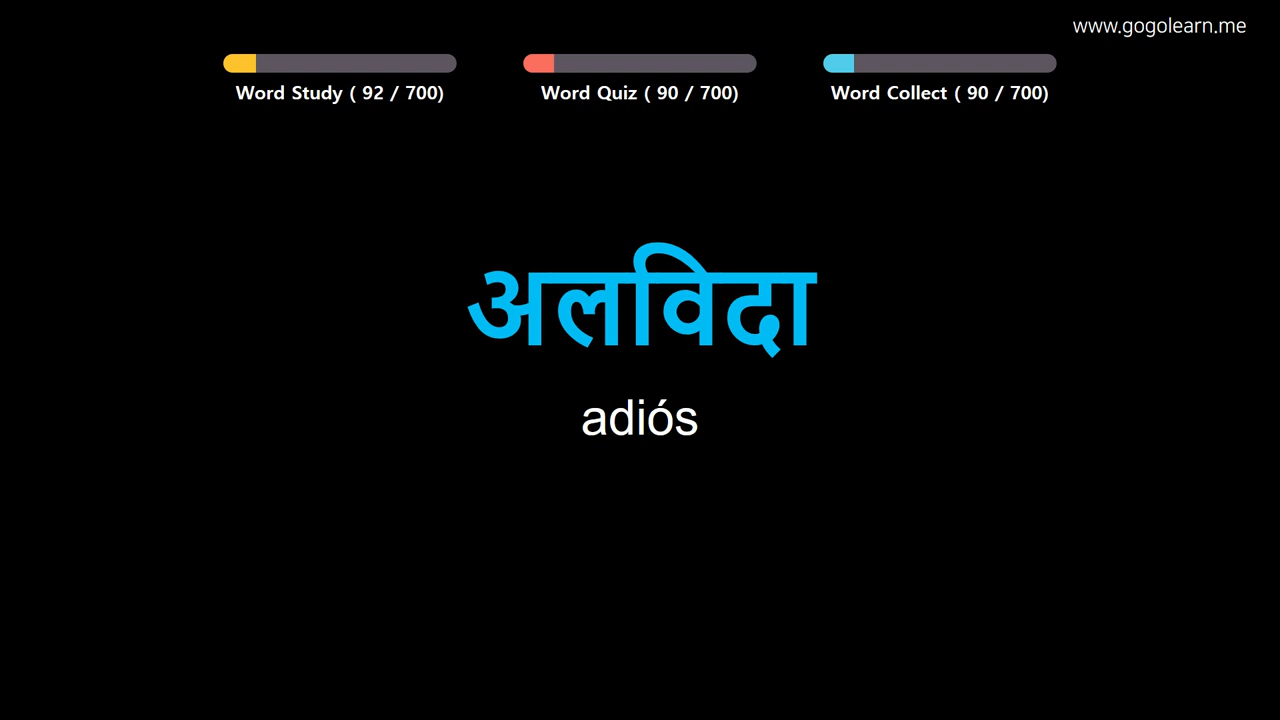 www.gogolearn.me
Word Study ( 92 / 700)
Word Quiz ( 90 / 700)
Word Collect ( 90 / 700)
अलविदा
adiós